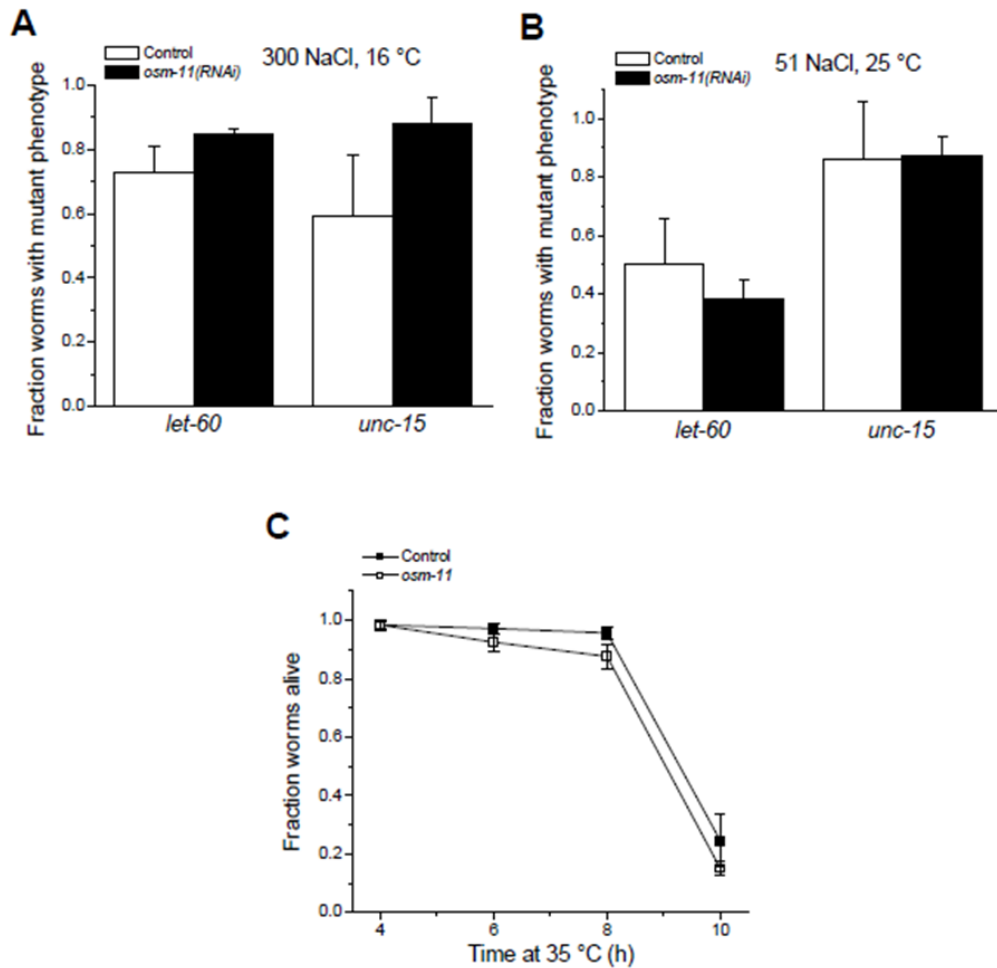 A
Control
osm-11(RNAi)
300 NaCl, 16 °C
Fraction worms with mutant phenotype
1.0
0.8
0.6
0.4
0.2
0.0
let-60
unc-15
B
Control
osm-11(RNAi)
51 NaCl, 25 °C
Fraction worms with mutant phenotype
1.0
0.8
0.6
0.4
0.2
0.0
let-60
unc-15
C
Control
osm-11
Fraction worms alive
1.0
0.8
0.6
0.4
0.2
0.0
4
6
8
10
Time at 35 °C (h)